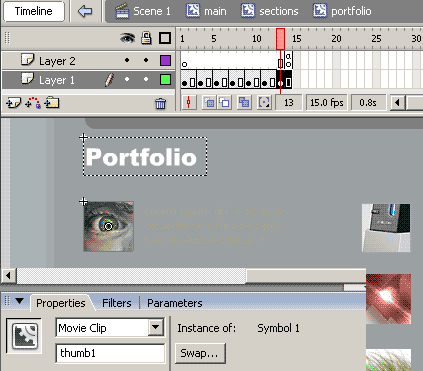 Timeline Scene 1 main sections portfolio
1 5 10 15 20 25 30
Layer 2
Layer 1
13 15.0 fps 0.8s
Portfolio
Properties Filters Parameters
Movie Clip Instance of: Symbol 1
thumb1 Swap...